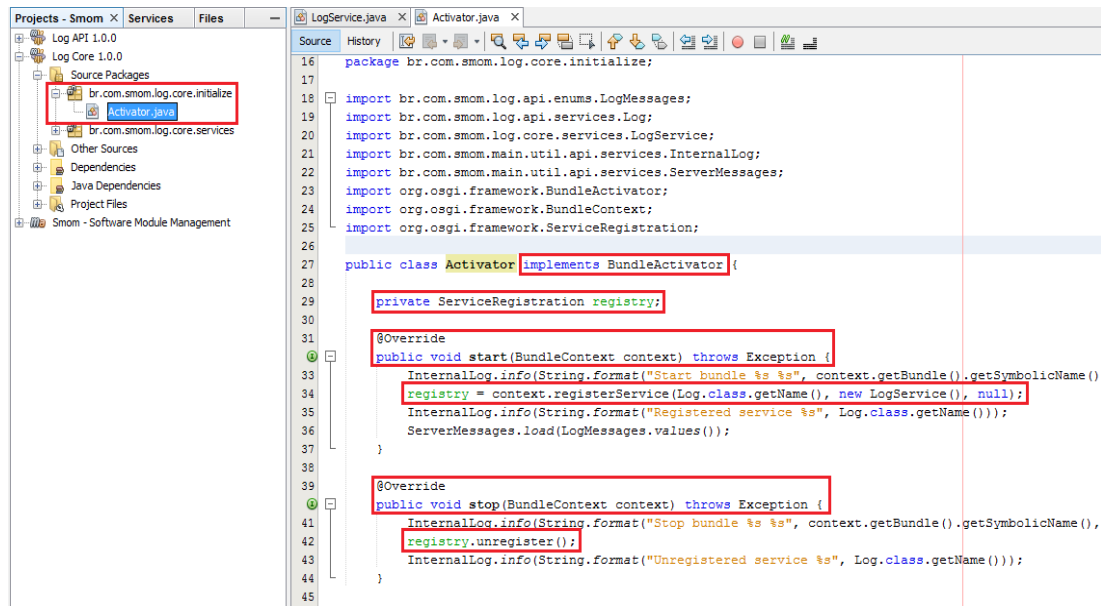 Projects - Smom × Services Files
Log API 1.0.0
Log Core 1.0.0
Source Packages
br.com.smom.log.core.initialize
Activator.java
br.com.smom.log.core.services
Other Sources
Dependencies
Java Dependencies
Project Files
Smom - Software Module Management
LogService.java × Activator.java ×
Source History
16 package br.com.smom.log.core.initialize;
17
18 import br.com.smom.log.api.enums.LogMessages;
19 import br.com.smom.log.api.services.Log;
20 import br.com.smom.log.core.services.LogService;
21 import br.com.smom.main.util.api.services.InternalLog;
22 import br.com.smom.main.util.api.services.ServerMessages;
23 import org.osgi.framework.BundleActivator;
24 import org.osgi.framework.BundleContext;
25 import org.osgi.framework.ServiceRegistration;
26
27 public class Activator implements BundleActivator {
28
29 private ServiceRegistration registry;
30
31 @Override
public void start(BundleContext context) throws Exception {
33 InternalLog.info(String.format("Start bundle %s %s", context.getBundle().getSymbolicName()
34 registry = context.registerService(Log.class.getName(), new LogService(), null);
35 InternalLog.info(String.format("Registered service %s", Log.class.getName()));
36 ServerMessages.load(LogMessages.values());
37 }
38
39 @Override
public void stop(BundleContext context) throws Exception {
41 InternalLog.info(String.format("Stop bundle %s %s", context.getBundle().getSymbolicName(),
42 registry.unregister();
43 InternalLog.info(String.format("Unregistered service %s", Log.class.getName()));
44 }
45